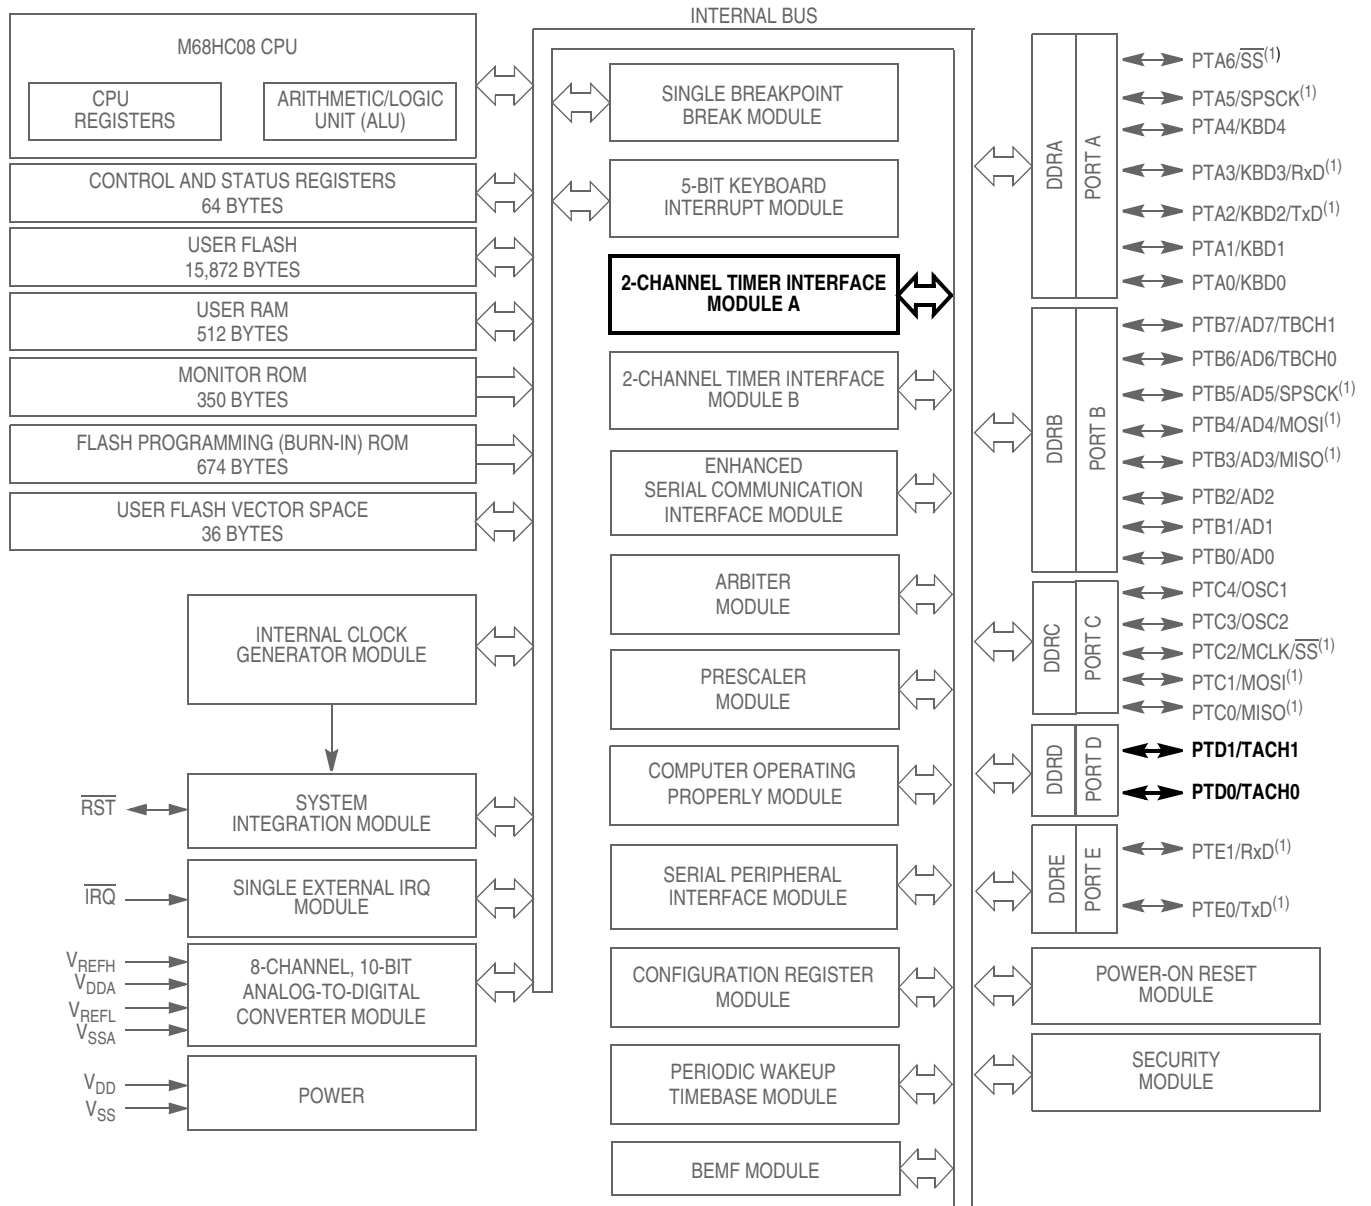 INTERNAL BUS
M68HC08 CPU
CPU
REGISTERS
ARITHMETIC/LOGIC
UNIT (ALU)
CONTROL AND STATUS REGISTERS
64 BYTES
USER FLASH
15,872 BYTES
USER RAM
512 BYTES
MONITOR ROM
350 BYTES
FLASH PROGRAMMING (BURN-IN) ROM
674 BYTES
USER FLASH VECTOR SPACE
36 BYTES
INTERNAL CLOCK
GENERATOR MODULE
RST
SYSTEM
INTEGRATION MODULE
IRQ
SINGLE EXTERNAL IRQ
MODULE
VREFH
VDDA
VREFL
VSSA
8-CHANNEL, 10-BIT
ANALOG-TO-DIGITAL
CONVERTER MODULE
VDD
VSS
POWER
SINGLE BREAKPOINT
BREAK MODULE
5-BIT KEYBOARD
INTERRUPT MODULE
2-CHANNEL TIMER INTERFACE
MODULE A
2-CHANNEL TIMER INTERFACE
MODULE B
ENHANCED
SERIAL COMMUNICATION
INTERFACE MODULE
ARBITER
MODULE
PRESCALER
MODULE
COMPUTER OPERATING
PROPERLY MODULE
SERIAL PERIPHERAL
INTERFACE MODULE
CONFIGURATION REGISTER
MODULE
PERIODIC WAKEUP
TIMEBASE MODULE
BEMF MODULE
DDRA
PORT A
PTA6/SS(1)
PTA5/SPSCK(1)
PTA4/KBD4
PTA3/KBD3/RxD(1)
PTA2/KBD2/TxD(1)
PTA1/KBD1
PTA0/KBD0
DDRB
PORT B
PTB7/AD7/TBCH1
PTB6/AD6/TBCH0
PTB5/AD5/SPSCK(1)
PTB4/AD4/MOSI(1)
PTB3/AD3/MISO(1)
PTB2/AD2
PTB1/AD1
PTB0/AD0
DDRC
PORT C
PTC4/OSC1
PTC3/OSC2
PTC2/MCLK/SS(1)
PTC1/MOSI(1)
PTC0/MISO(1)
DDRD
PORT D
PTD1/TACH1
PTD0/TACH0
DDRE
PORT E
PTE1/RxD(1)
PTE0/TxD(1)
POWER-ON RESET
MODULE
SECURITY
MODULE